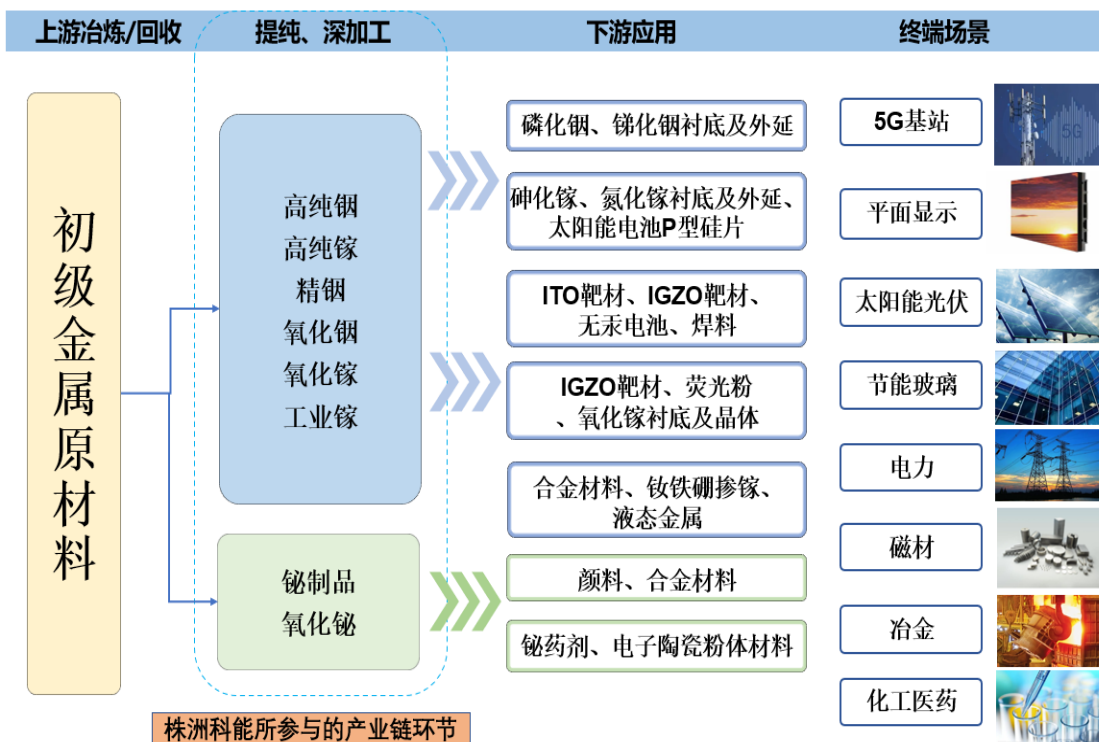 上游冶炼/回收
提纯、深加工
下游应用
终端场景
初级金属原材料
高纯铟
高纯镓
精铟
氧化铟
氧化镓
工业镓
铋制品
氧化铋
株洲科能所参与的产业链环节
磷化铟、锑化铟衬底及外延
砷化镓、氮化镓衬底及外延、
太阳能电池P型硅片
ITO靶材、IGZO靶材、
无汞电池、焊料
IGZO靶材、荧光粉
、氧化镓衬底及晶体
合金材料、钕铁硼掺镓、
液态金属
颜料、合金材料
铋药剂、电子陶瓷粉体材料
5G基站
5G
平面显示
太阳能光伏
节能玻璃
电力
磁材
冶金
化工医药